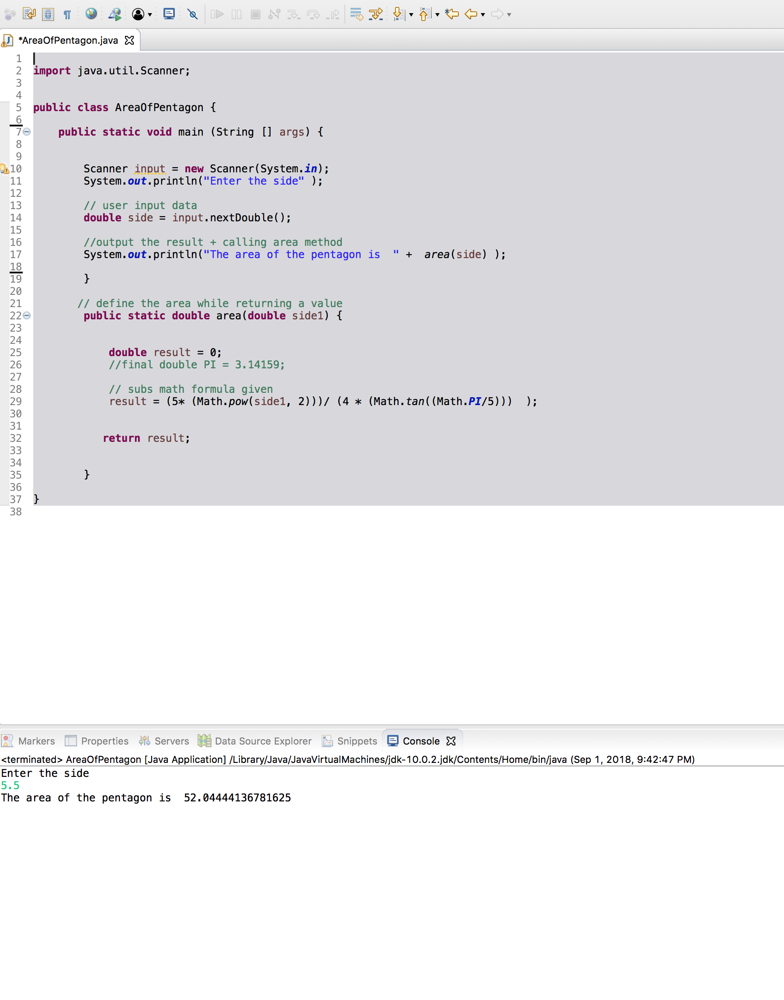 *AreaOfPentagon.java
1
2 import java.util.Scanner;
3
4
5 public class AreaOfPentagon {
6
7 public static void main (String [] args) {
8
9
10 Scanner input = new Scanner(System.in);
11 System.out.println("Enter the side" );
12
13 // user input data
14 double side = input.nextDouble();
15
16 //output the result + calling area method
17 System.out.println("The area of the pentagon is  " +  area(side) );
18
19 }
20
21 // define the area while returning a value
22 public static double area(double side1) {
23
24
25 double result = 0;
26 //final double PI = 3.14159;
27
28 // subs math formula given
29 result = (5* (Math.pow(side1, 2)))/ (4 * (Math.tan((Math.PI/5)))  );
30
31
32 return result;
33
34
35 }
36
37 }
38
Markers Properties Servers Data Source Explorer Snippets Console
<terminated> AreaOfPentagon [Java Application] /Library/Java/JavaVirtualMachines/jdk-10.0.2.jdk/Contents/Home/bin/java (Sep 1, 2018, 9:42:47 PM)
Enter the side
5.5
The area of the pentagon is  52.04444136781625